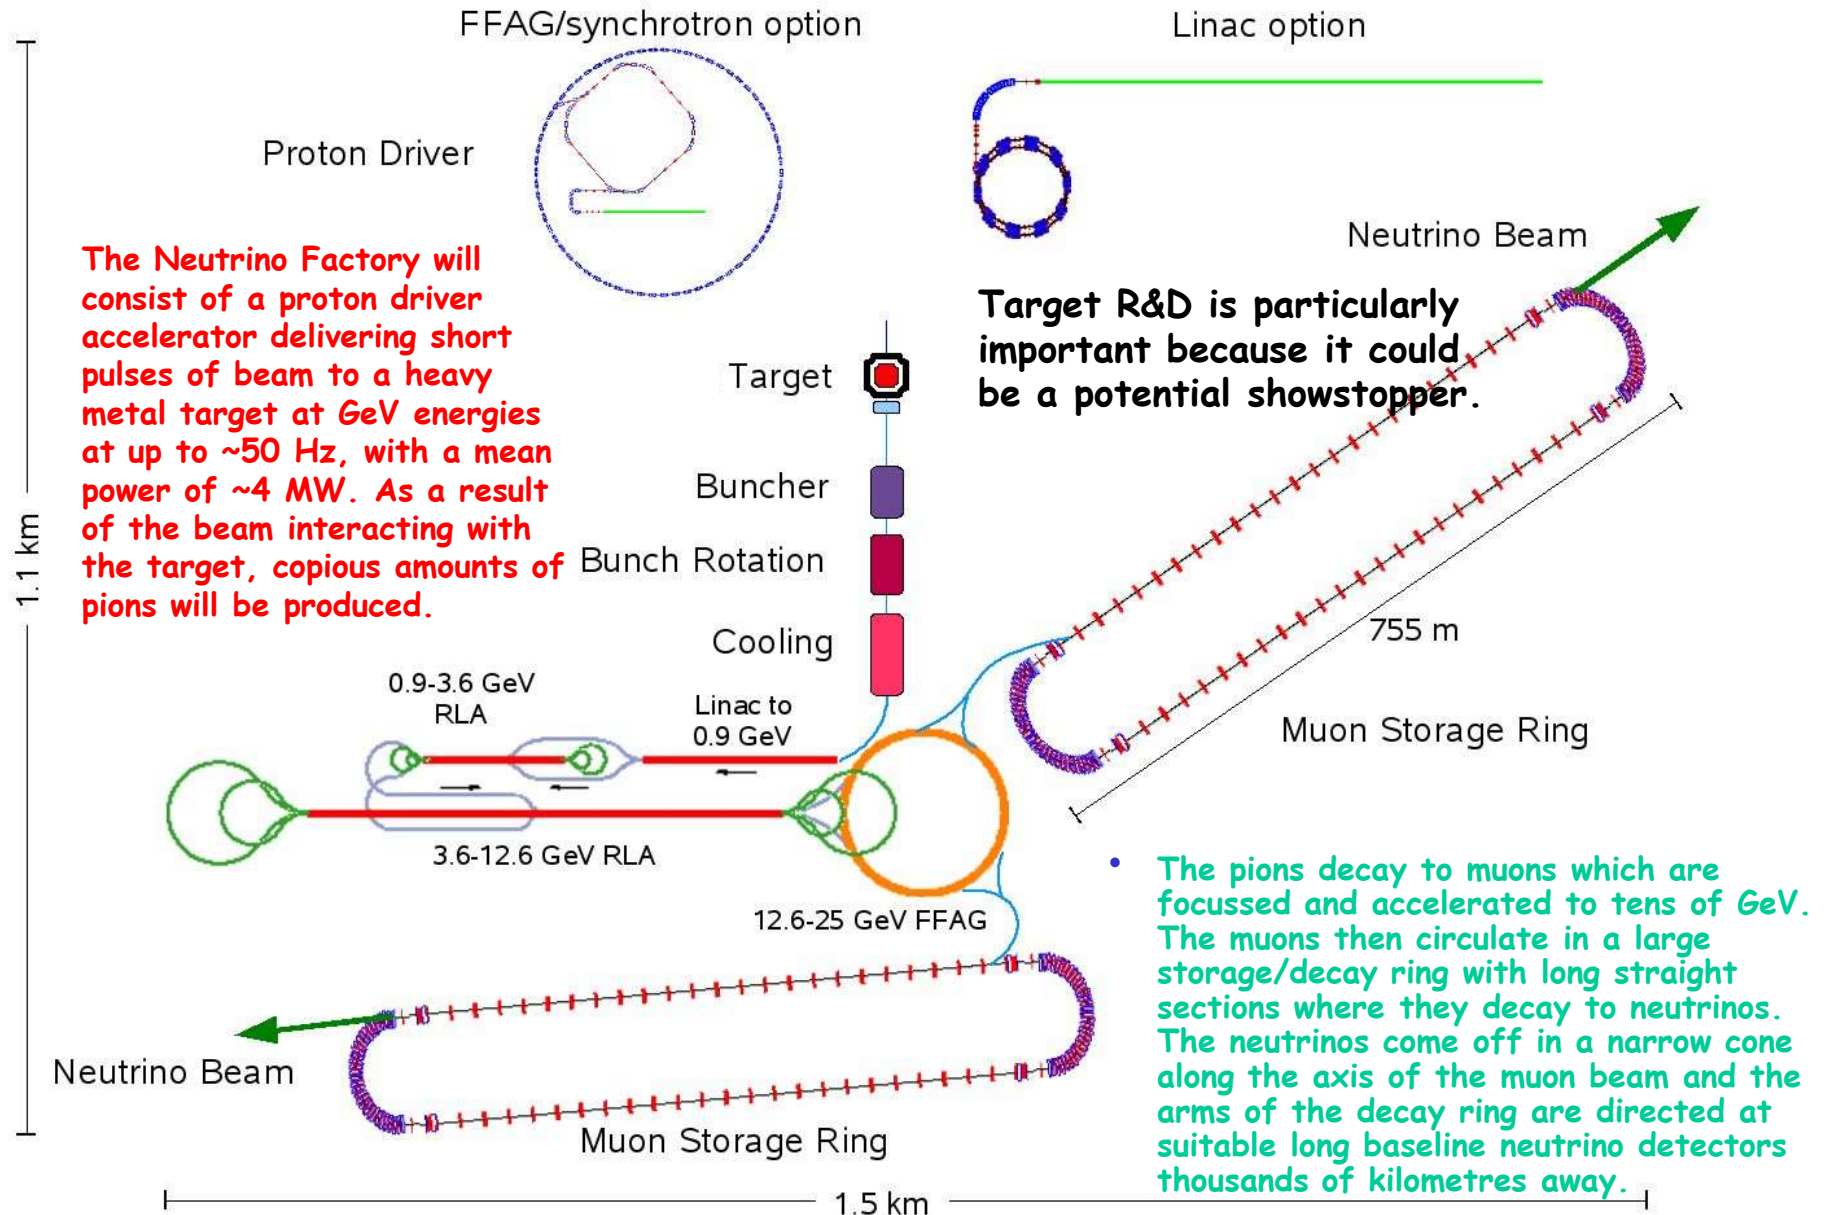 FFAG/synchrotron option
Linac option
Proton Driver
Neutrino Beam
The Neutrino Factory will
consist of a proton driver
accelerator delivering short
pulses of beam to a heavy
metal target at GeV energies
at up to ~50 Hz, with a mean
power of ~4 MW. As a result
of the beam interacting with
the target, copious amounts of
pions will be produced.
Target R&D is particularly
important because it could
be a potential showstopper.
Target
Buncher
Bunch Rotation
Cooling
1.1 km
755 m
0.9-3.6 GeV
RLA
Linac to
0.9 GeV
Muon Storage Ring
3.6-12.6 GeV RLA
12.6-25 GeV FFAG
• The pions decay to muons which are
focussed and accelerated to tens of GeV.
The muons then circulate in a large
storage/decay ring with long straight
sections where they decay to neutrinos.
The neutrinos come off in a narrow cone
along the axis of the muon beam and the
arms of the decay ring are directed at
suitable long baseline neutrino detectors
thousands of kilometres away.
Neutrino Beam
Muon Storage Ring
1.5 km